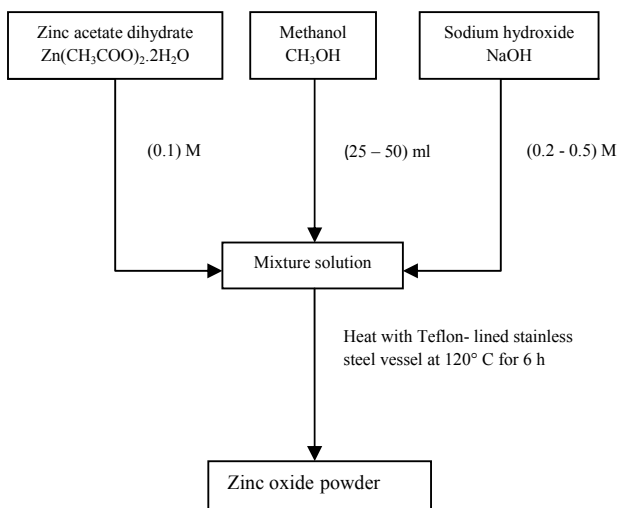 Zinc acetate dihydrate
Zn(CH₃COO)₂.2H₂O
Methanol
CH₃OH
Sodium hydroxide
NaOH
(0.1) M
(25 – 50) ml
(0.2 - 0.5) M
Mixture solution
Heat with Teflon- lined stainless
steel vessel at 120° C for 6 h
Zinc oxide powder